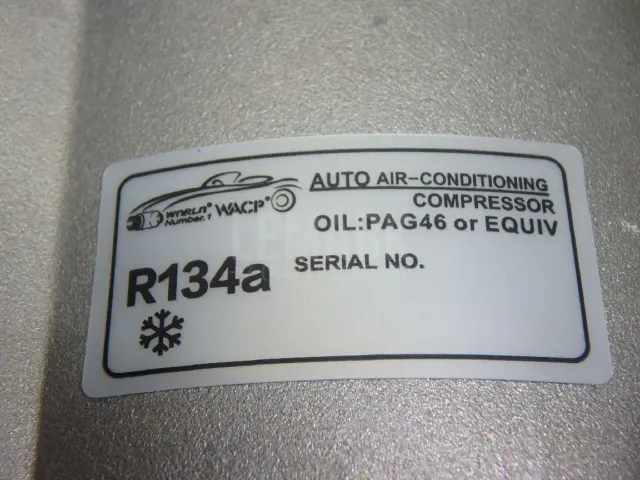 WORLD® WACP®
Number.1
AUTO AIR-CONDITIONING
COMPRESSOR
OIL:PAG46 or EQUIV
R134a
SERIAL NO.